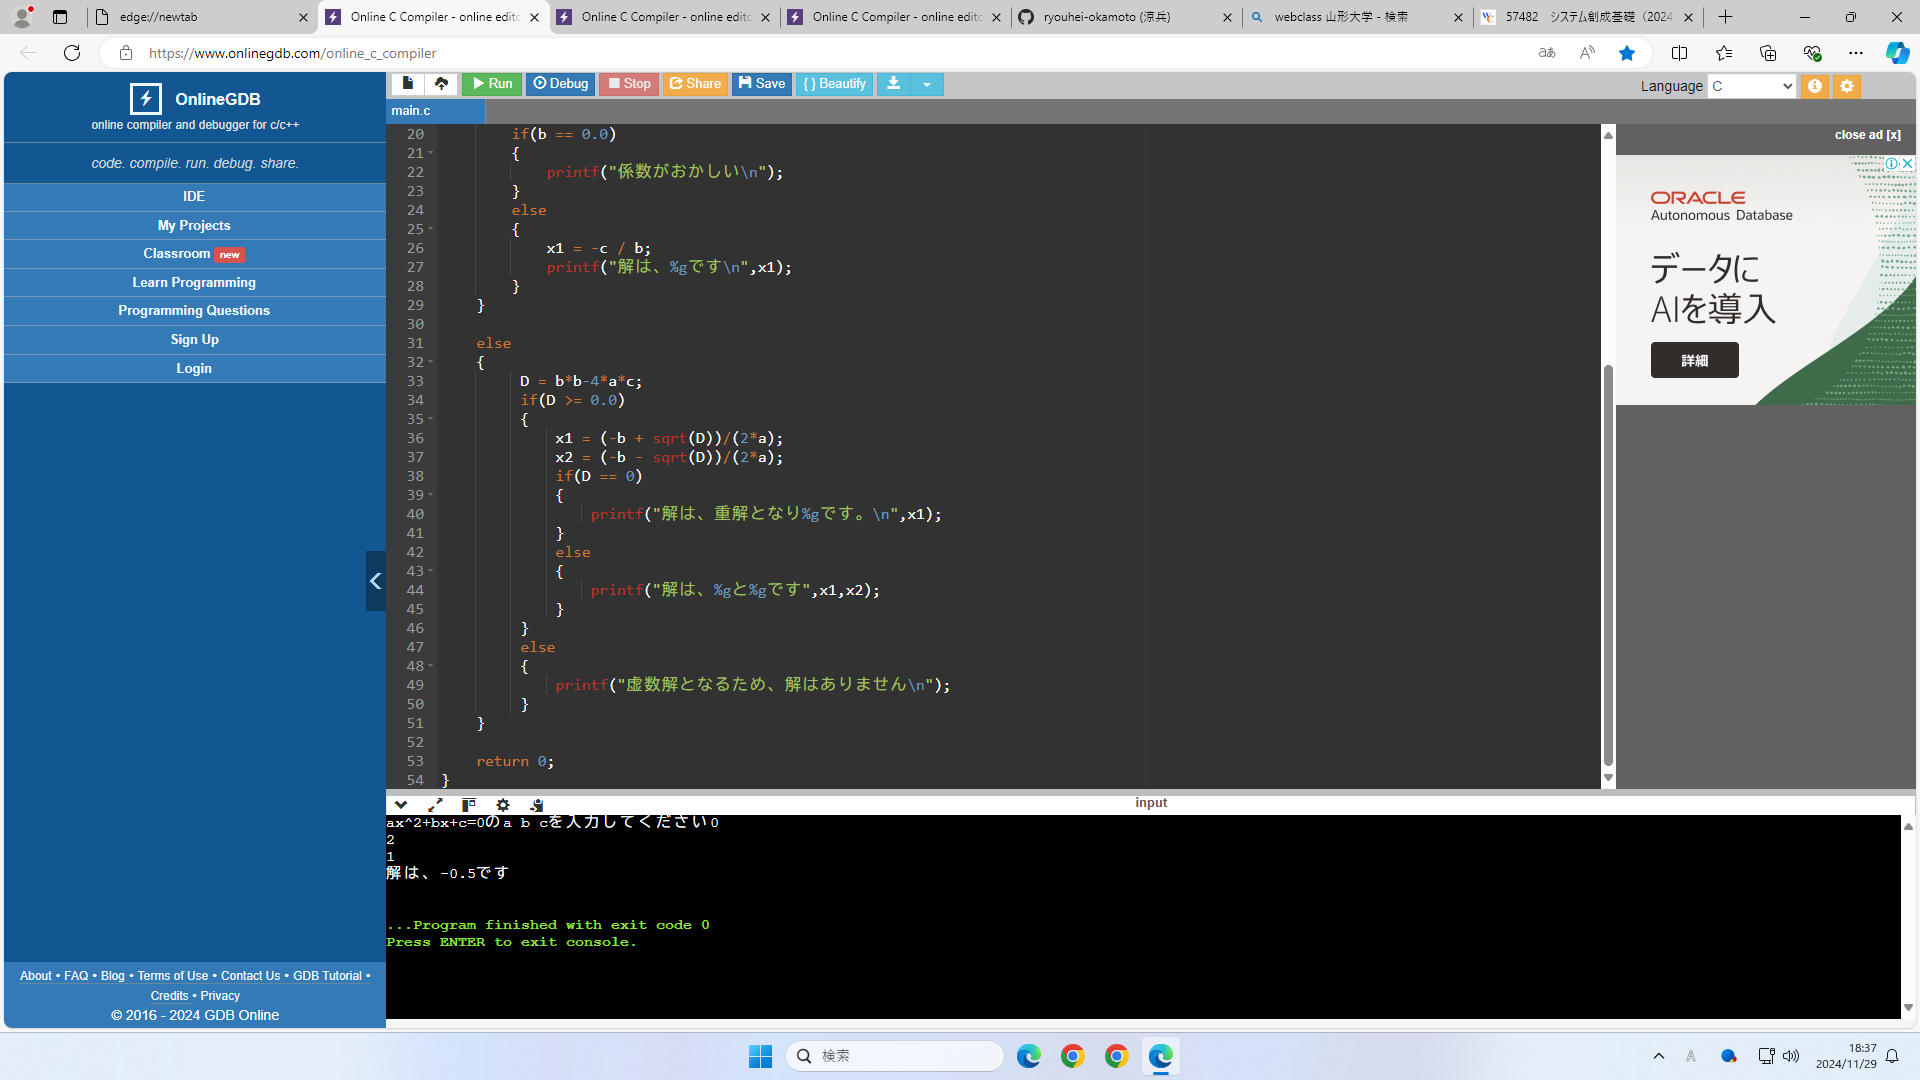 edge://newtab
Online C Compiler - online edito
Online C Compiler - online edito
Online C Compiler - online edito
ryouhei-okamoto (涼兵)
webclass 山形大学 - 検索
57482 システム創成基礎（2024
https://www.onlinegdb.com/online_c_compiler
OnlineGDB
online compiler and debugger for c/c++
code. compile. run. debug. share.
IDE
My Projects
Classroom new
Learn Programming
Programming Questions
Sign Up
Login
About • FAQ • Blog • Terms of Use • Contact Us • GDB Tutorial •
Credits • Privacy
© 2016 - 2024 GDB Online
Run Debug Stop Share Save { } Beautify
Language C
main.c
20 if(b == 0.0)
21 {
22 printf("係数がおかしい\n");
23 }
24 else
25 {
26 x1 = -c / b;
27 printf("解は、%gです\n",x1);
28 }
29 }
30
31 else
32 {
33 D = b*b-4*a*c;
34 if(D >= 0.0)
35 {
36 x1 = (-b + sqrt(D))/(2*a);
37 x2 = (-b - sqrt(D))/(2*a);
38 if(D == 0)
39 {
40 printf("解は、重解となり%gです。\n",x1);
41 }
42 else
43 {
44 printf("解は、%gと%gです",x1,x2);
45 }
46 }
47 else
48 {
49 printf("虚数解となるため、解はありません\n");
50 }
51 }
52
53 return 0;
54 }
close ad [x]
ORACLE
Autonomous Database
データに
AIを導入
詳細
input
ax^2+bx+c=0のa b cを入力してください0
2
1
解は、-0.5です
...Program finished with exit code 0
Press ENTER to exit console.
検索
18:37
2024/11/29